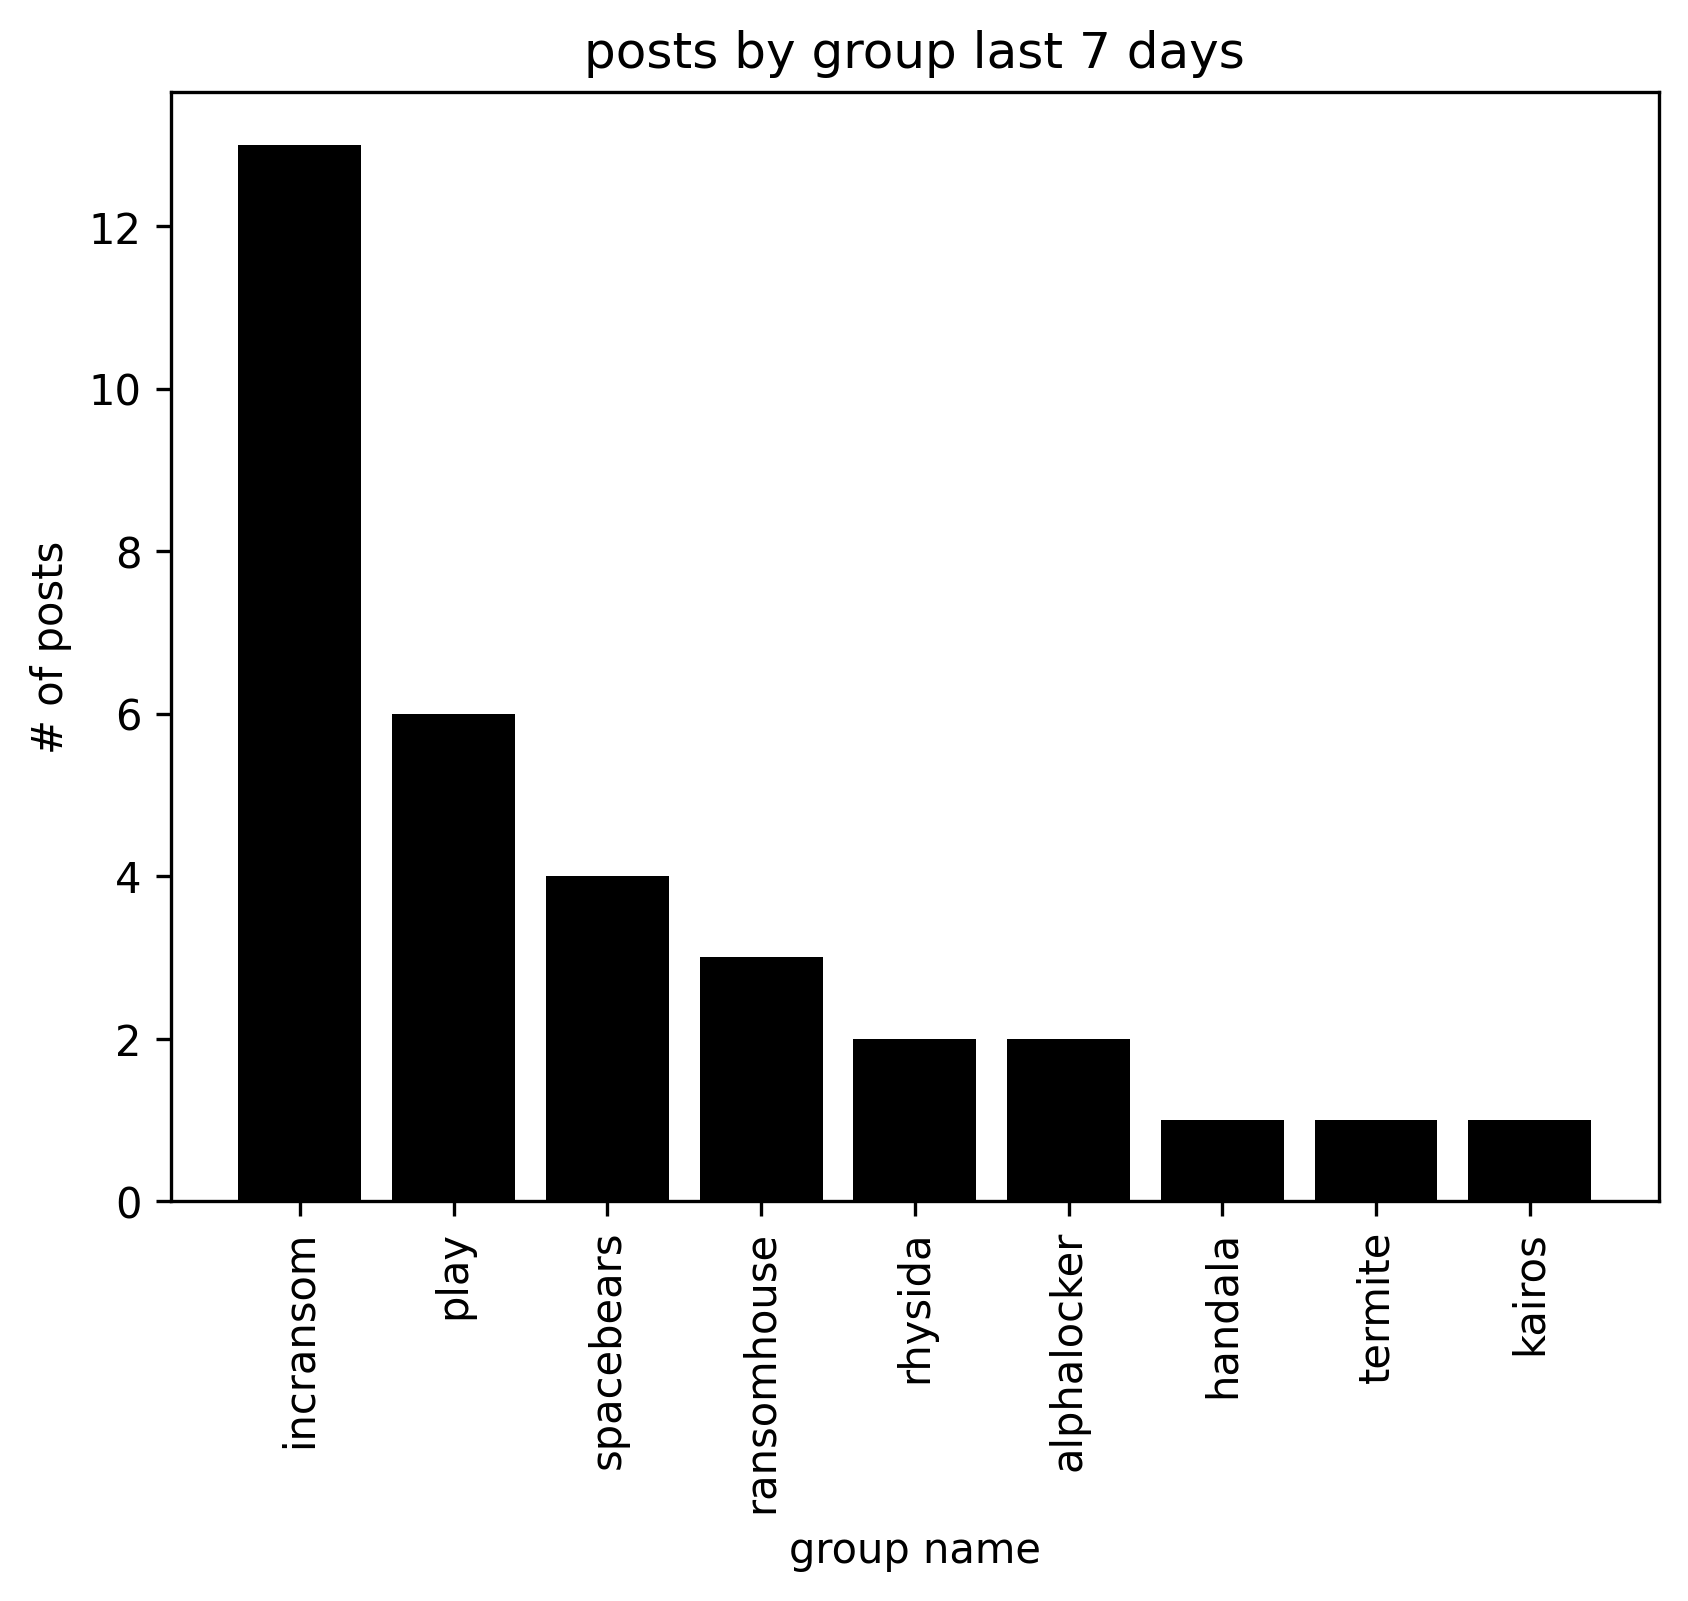 posts by group last 7 days
# of posts
12
10
8
6
4
2
0
incransom
play
spacebears
ransomhouse
rhysida
alphalocker
handala
termite
kairos
group name